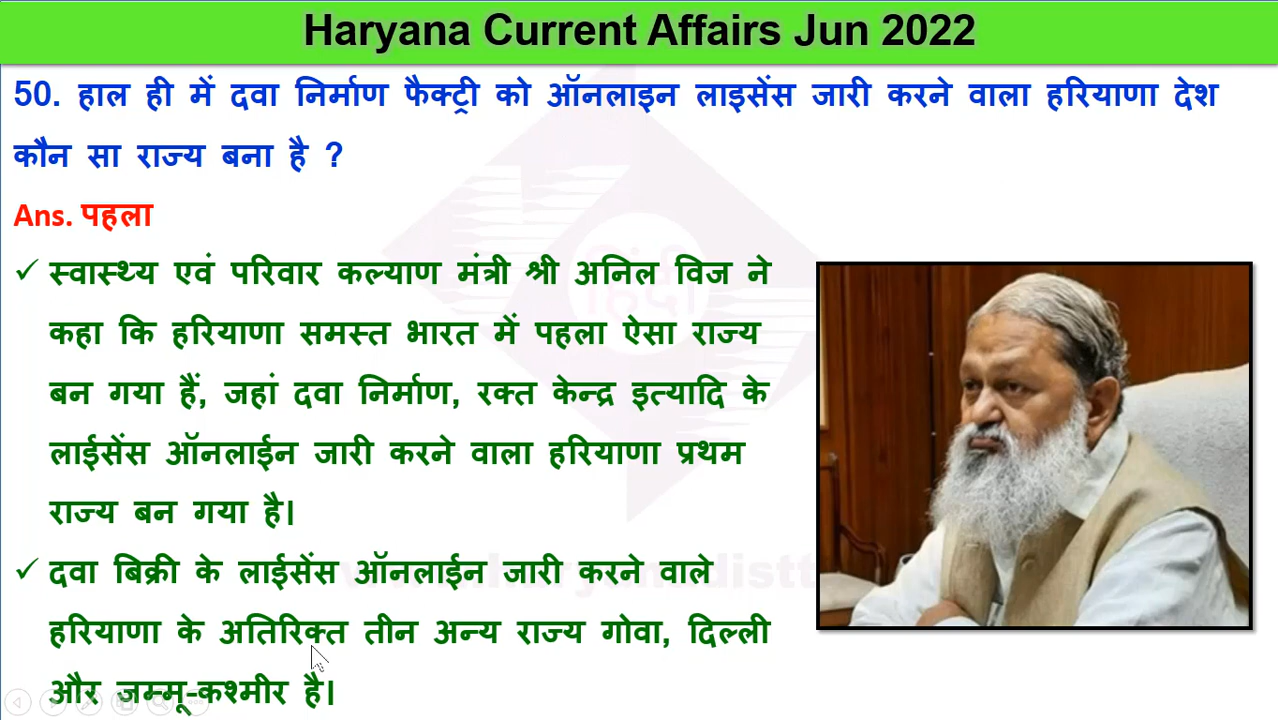 Haryana Current Affairs Jun 2022
50. हाल ही में दवा निर्माण फैक्ट्री को ऑनलाइन लाइसेंस जारी करने वाला हरियाणा देश
कौन सा राज्य बना है ?
Ans. पहला
✓ स्वास्थ्य एवं परिवार कल्याण मंत्री श्री अनिल विज ने
कहा कि हरियाणा समस्त भारत में पहला ऐसा राज्य
बन गया हैं, जहां दवा निर्माण, रक्त केन्द्र इत्यादि के
लाईसेंस ऑनलाईन जारी करने वाला हरियाणा प्रथम
राज्य बन गया है।
✓ दवा बिक्री के लाईसेंस ऑनलाईन जारी करने वाले
हरियाणा के अतिरिक्त तीन अन्य राज्य गोवा, दिल्ली
और जम्मू-कश्मीर है।